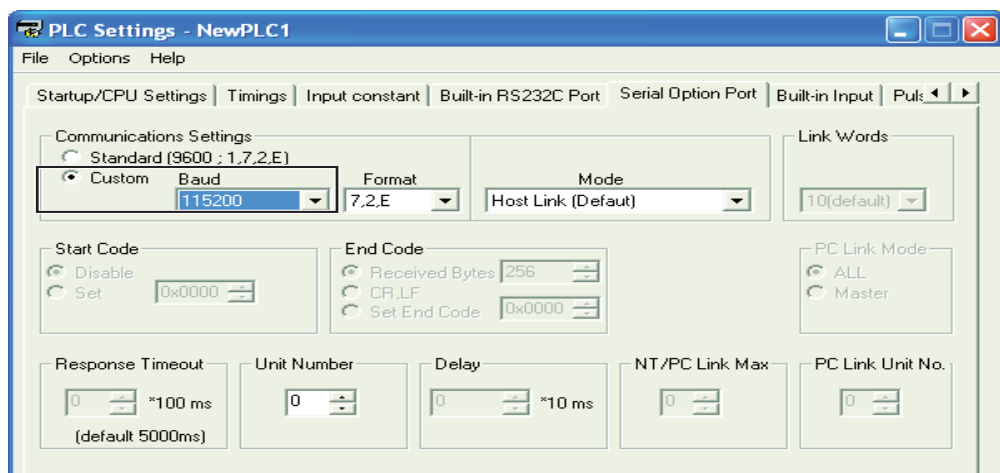 PLC Settings - NewPLC1
File Options Help
Startup/CPU Settings Timings Input constant Built-in RS232C Port Serial Option Port Built-in Input
Communications Settings
Link Words
Standard (9600 ; 1,7,2,E)
Custom Baud Format Mode
115200 7,2,E Host Link (Defaut) 10(default)
Start Code End Code PC Link Mode
Disable Received Bytes 256 ALL
Set 0x0000 CR,LF Master
Set End Code 0x0000
Response Timeout Unit Number Delay NT/PC Link Max PC Link Unit No.
0 *100 ms 0 0 *10 ms 0 0
(default 5000ms)